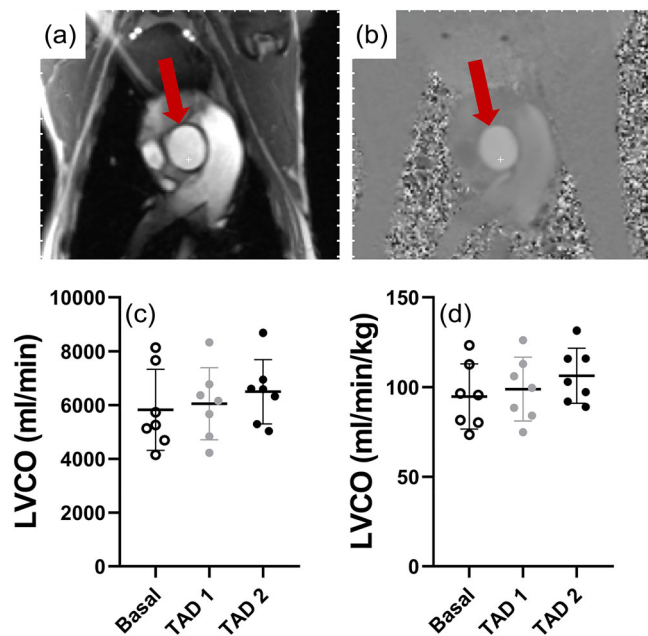 (a)
(b)
(c)
LVCO (ml/min)
10000
8000
6000
4000
2000
0
Basal
TAD 1
TAD 2
(d)
LVCO (ml/min/kg)
150
100
50
0
Basal
TAD 1
TAD 2